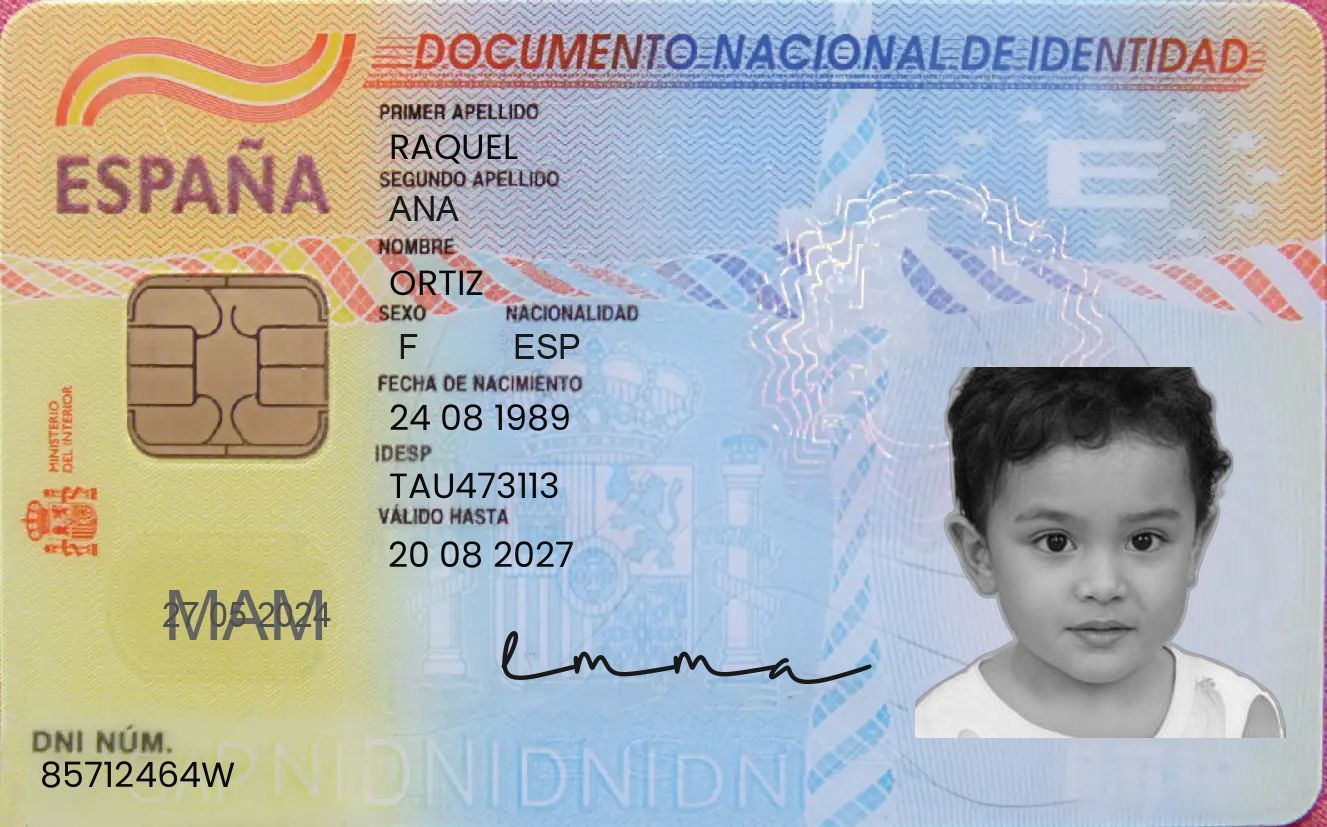 DOCUMENTO NACIONAL DE IDENTIDAD
ESPAÑA
PRIMER APELLIDO
RAQUEL
SEGUNDO APELLIDO
ANA
NOMBRE
ORTIZ
SEXO NACIONALIDAD
F ESP
FECHA DE NACIMIENTO
24 08 1989
IDESP
TAU473113
VÁLIDO HASTA
20 08 2027
MINISTERIO
DEL INTERIOR
E
MAM
27 05 2024
Emma
DNI NÚM.
85712464W
DNIDNIDNIDNI